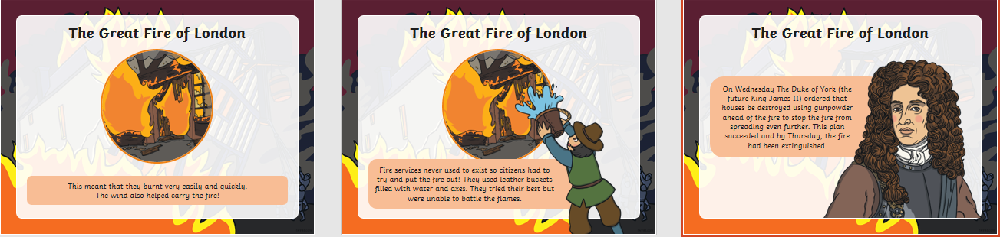 The Great Fire of London
This meant that they burnt very easily and quickly.
The wind also helped carry the fire!
The Great Fire of London
Fire services never used to exist so citizens had to
try and put the fire out! They used leather buckets
filled with water and axes. They tried their best but
were unable to battle the flames.
The Great Fire of London
On Wednesday The Duke of York (the
future King James II) ordered that
houses be destroyed using gunpowder
ahead of the fire to stop the fire from
spreading even further. This plan
succeeded and by Thursday, the fire
had been extinguished.